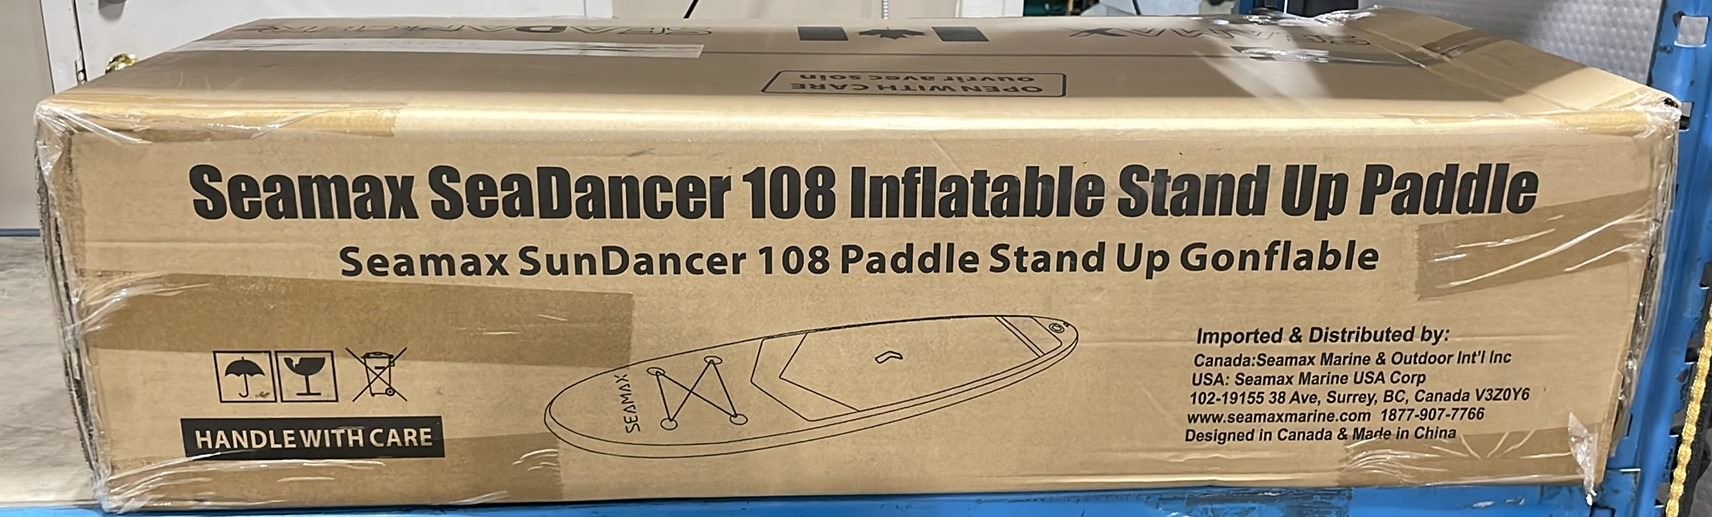 SEADANCER
SEAMAX
OPEN WITH CARE
ouvrir avec soin
Seamax SeaDancer 108 Inflatable Stand Up Paddle
Seamax SunDancer 108 Paddle Stand Up Gonflable
SEAMAX
HANDLE WITH CARE
Imported & Distributed by:
Canada:Seamax Marine & Outdoor Int'l Inc
USA: Seamax Marine USA Corp
102-19155 38 Ave, Surrey, BC, Canada V3Z0Y6
www.seamaxmarine.com 1877-907-7766
Designed in Canada & Made in China